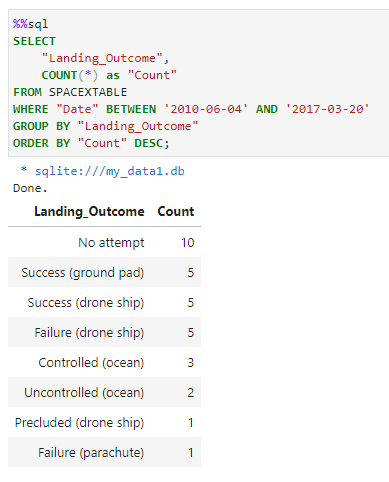 %%sql
SELECT
"Landing_Outcome",
COUNT(*) as "Count"
FROM SPACEXTABLE
WHERE "Date" BETWEEN '2010-06-04' AND '2017-03-20'
GROUP BY "Landing_Outcome"
ORDER BY "Count" DESC;
* sqlite:///my_data1.db
Done.
Landing_Outcome Count
No attempt 10
Success (ground pad) 5
Success (drone ship) 5
Failure (drone ship) 5
Controlled (ocean) 3
Uncontrolled (ocean) 2
Precluded (drone ship) 1
Failure (parachute) 1